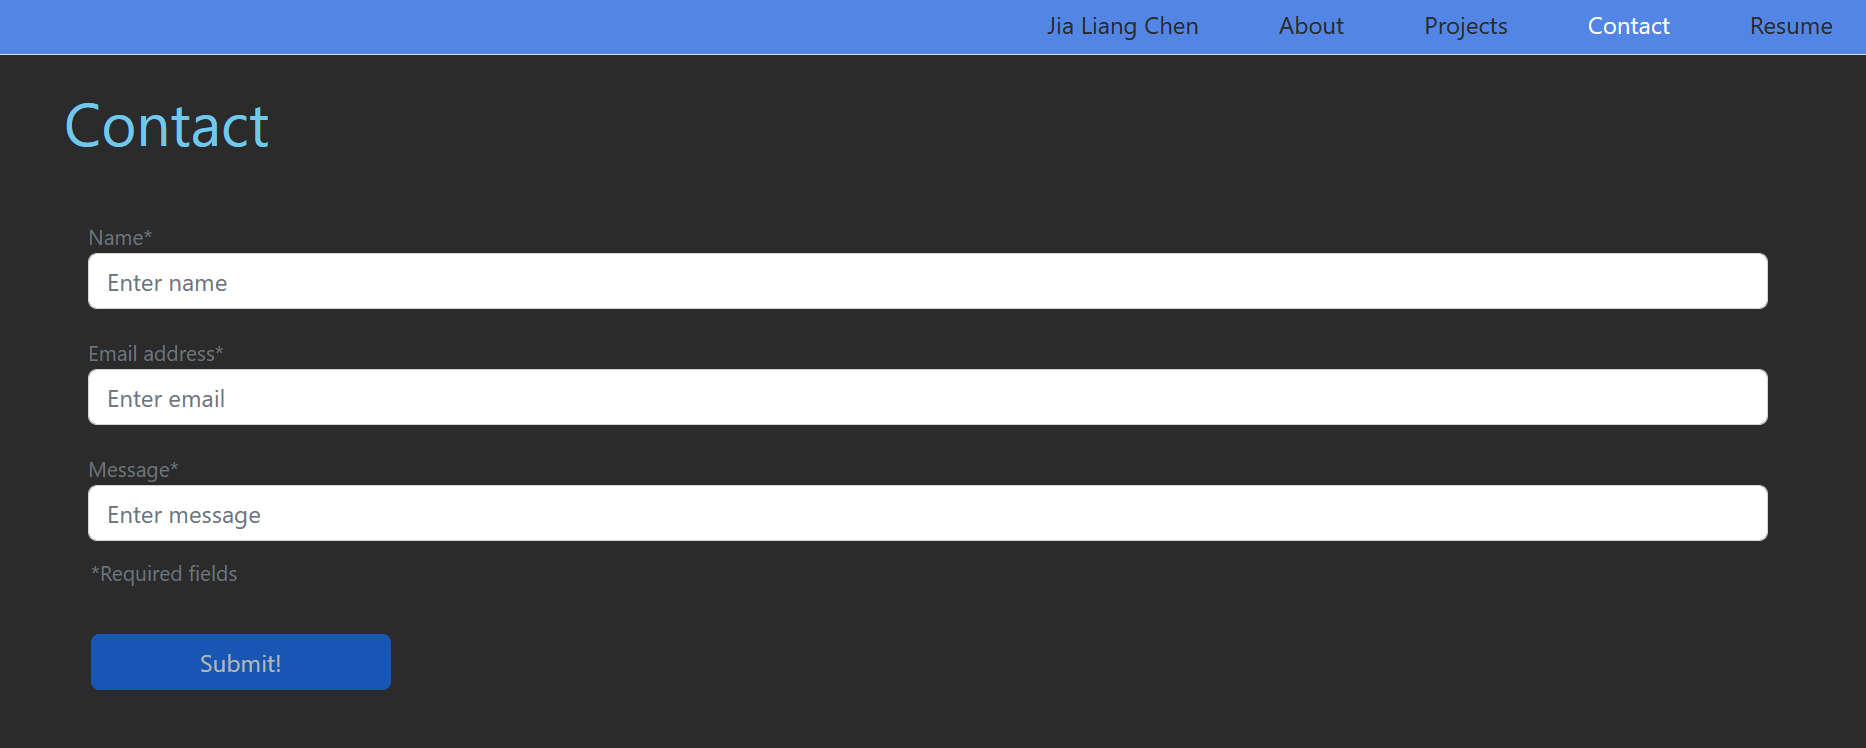 Jia Liang Chen About Projects Contact Resume
Contact
Name*
Enter name
Email address*
Enter email
Message*
Enter message
*Required fields
Submit!